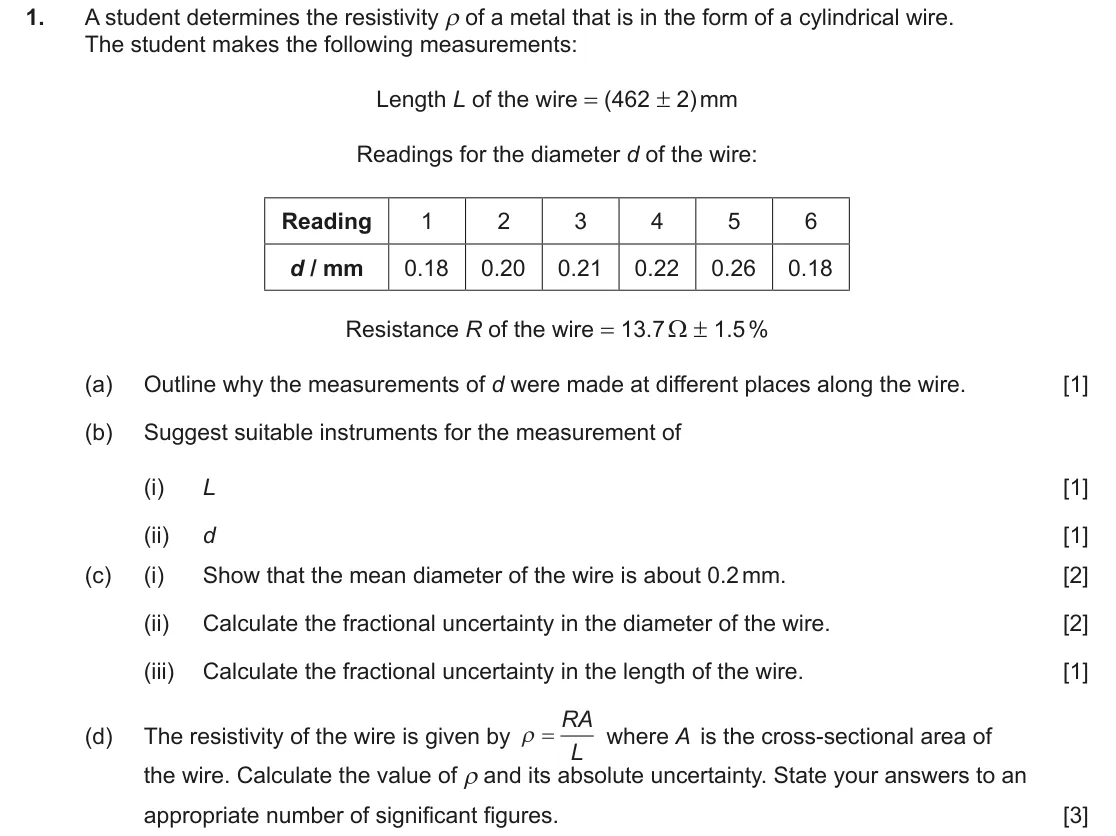 1. A student determines the resistivity ρ of a metal that is in the form of a cylindrical wire.
The student makes the following measurements:
Length L of the wire = (462 ± 2) mm
Readings for the diameter d of the wire:
Reading 1 2 3 4 5 6
d / mm 0.18 0.20 0.21 0.22 0.26 0.18
Resistance R of the wire = 13.7 Ω ± 1.5 %
(a) Outline why the measurements of d were made at different places along the wire. [1]
(b) Suggest suitable instruments for the measurement of
(i) L [1]
(ii) d [1]
(c) (i) Show that the mean diameter of the wire is about 0.2 mm. [2]
(ii) Calculate the fractional uncertainty in the diameter of the wire. [2]
(iii) Calculate the fractional uncertainty in the length of the wire. [1]
(d) The resistivity of the wire is given by ρ = RA/L where A is the cross-sectional area of
the wire. Calculate the value of ρ and its absolute uncertainty. State your answers to an
appropriate number of significant figures. [3]